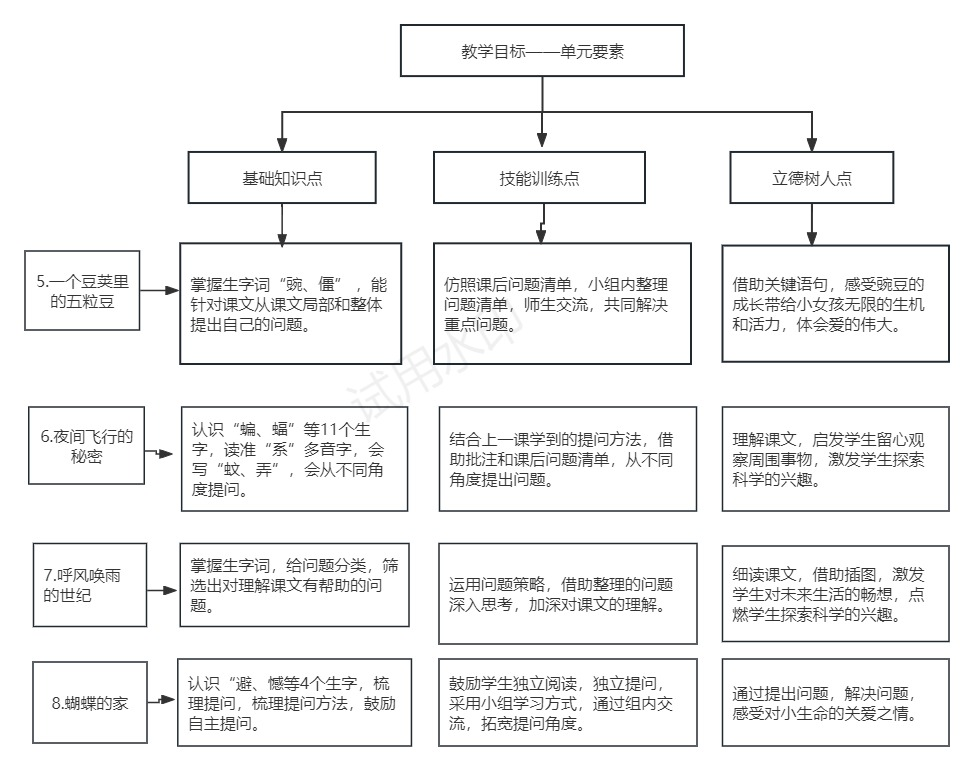 教学目标——单元要素
基础知识点
技能训练点
立德树人点
5.一个豆荚里
的五粒豆
掌握生字词“豌、僵”，能
针对课文从课文局部和整体
提出自己的问题。
仿照课后问题清单，小组内整理
问题清单，师生交流，共同解决
重点问题。
借助关键语句，感受豌豆的
成长带给小女孩无限的生机
和活力，体会爱的伟大。
试用水印
6.夜间飞行的
秘密
认识“蝙、蝠”等11个生
字，读准“系”多音字，会
写“蚊、弄”，会从不同角
度提问。
结合上一课学到的提问方法，借
助批注和课后问题清单，从不同
角度提出问题。
理解课文，启发学生留心观
察周围事物，激发学生探索
科学的兴趣。
7.呼风唤雨
的世纪
掌握生字词，给问题分类，筛
选出对理解课文有帮助的问
题。
运用问题策略，借助整理的问题
深入思考，加深对课文的理解。
细读课文，借助插图，激发
学生对未来生活的畅想，点
燃学生探索科学的兴趣。
8.蝴蝶的家
认识“避、憾等4个生字，梳
理提问，梳理提问方法，鼓励
自主提问。
鼓励学生独立阅读，独立提问，
采用小组学习方式，通过组内交
流，拓宽提问角度。
通过提出问题，解决问题，
感受对小生命的关爱之情。